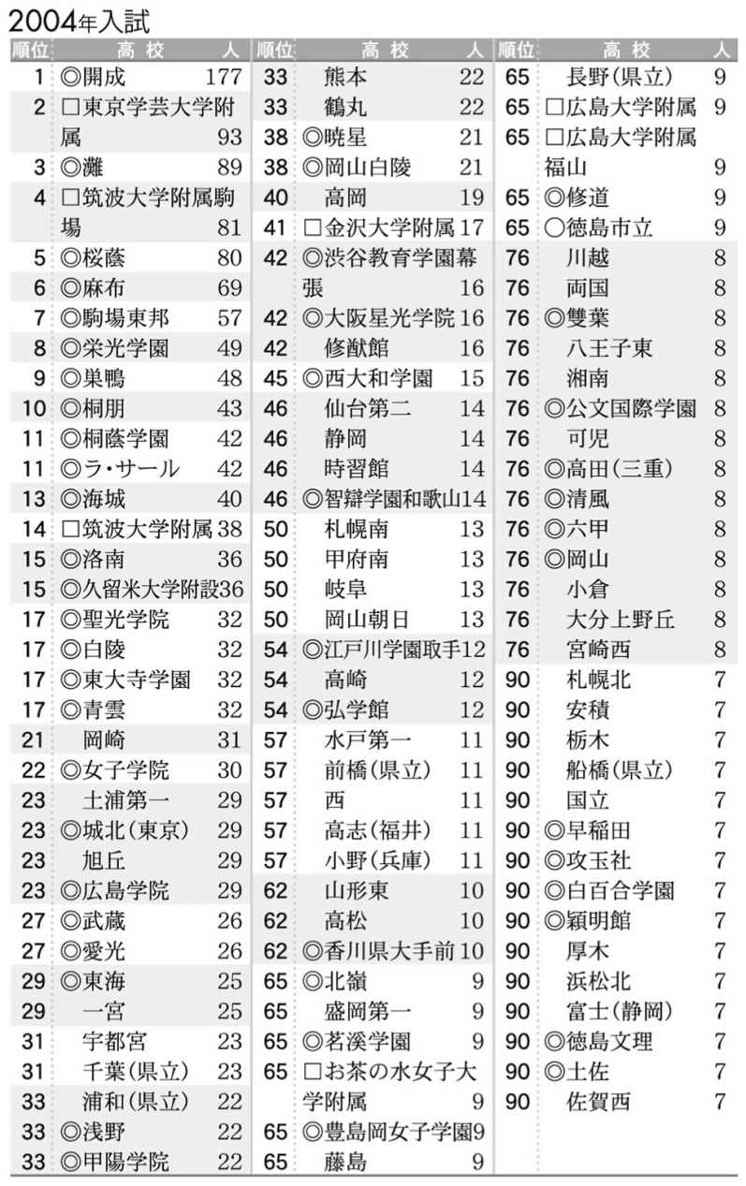 2004年入試
順位 高校 人
1 ◎開成 177
2 □東京学芸大学附
属 93
3 ◎灘 89
4 □筑波大学附属駒
場 81
5 ◎桜蔭 80
6 ◎麻布 69
7 ◎駒場東邦 57
8 ◎栄光学園 49
9 ◎巣鴨 48
10 ◎桐朋 43
11 ◎桐蔭学園 42
11 ◎ラ・サール 42
13 ◎海城 40
14 □筑波大学附属 38
15 ◎洛南 36
15 ◎久留米大学附設 36
17 ◎聖光学院 32
17 ◎白陵 32
17 ◎東大寺学園 32
17 ◎青雲 32
21 岡崎 31
22 ◎女子学院 30
23 土浦第一 29
23 ◎城北（東京） 29
23 旭丘 29
23 ◎広島学院 29
27 ◎武蔵 26
27 ◎愛光 26
29 ◎東海 25
29 一宮 25
31 宇都宮 23
31 千葉（県立） 23
33 浦和（県立） 22
33 ◎浅野 22
33 ◎甲陽学院 22
順位 高校 人
33 熊本 22
33 鶴丸 22
38 ◎暁星 21
38 ◎岡山白陵 21
40 高岡 19
41 □金沢大学附属 17
42 ◎渋谷教育学園幕
張 16
42 ◎大阪星光学院 16
42 修猷館 16
45 ◎西大和学園 15
46 仙台第二 14
46 静岡 14
46 時習館 14
46 ◎智辯学園和歌山 14
50 札幌南 13
50 甲府南 13
50 岐阜 13
50 岡山朝日 13
54 ◎江戸川学園取手 12
54 高崎 12
54 ◎弘学館 12
57 水戸第一 11
57 前橋（県立） 11
57 西 11
57 高志（福井） 11
57 小野（兵庫） 11
62 山形東 10
62 高松 10
62 ◎香川県大手前 10
65 ◎北嶺 9
65 盛岡第一 9
65 ◎茗溪学園 9
65 □お茶の水女子大
学附属 9
65 ◎豊島岡女子学園 9
65 藤島 9
順位 高校 人
65 長野（県立） 9
65 □広島大学附属 9
65 □広島大学附属
福山 9
65 ◎修道 9
65 ○徳島市立 9
76 川越 8
76 両国 8
76 ◎雙葉 8
76 八王子東 8
76 湘南 8
76 ◎公文国際学園 8
76 可児 8
76 ◎高田（三重） 8
76 ◎清風 8
76 ◎六甲 8
76 ◎岡山 8
76 小倉 8
76 大分上野丘 8
76 宮崎西 8
90 札幌北 7
90 安積 7
90 栃木 7
90 船橋（県立） 7
90 国立 7
90 ◎早稲田 7
90 ◎攻玉社 7
90 ◎白百合学園 7
90 ◎穎明館 7
90 厚木 7
90 浜松北 7
90 富士（静岡） 7
90 ◎徳島文理 7
90 ◎土佐 7
90 佐賀西 7